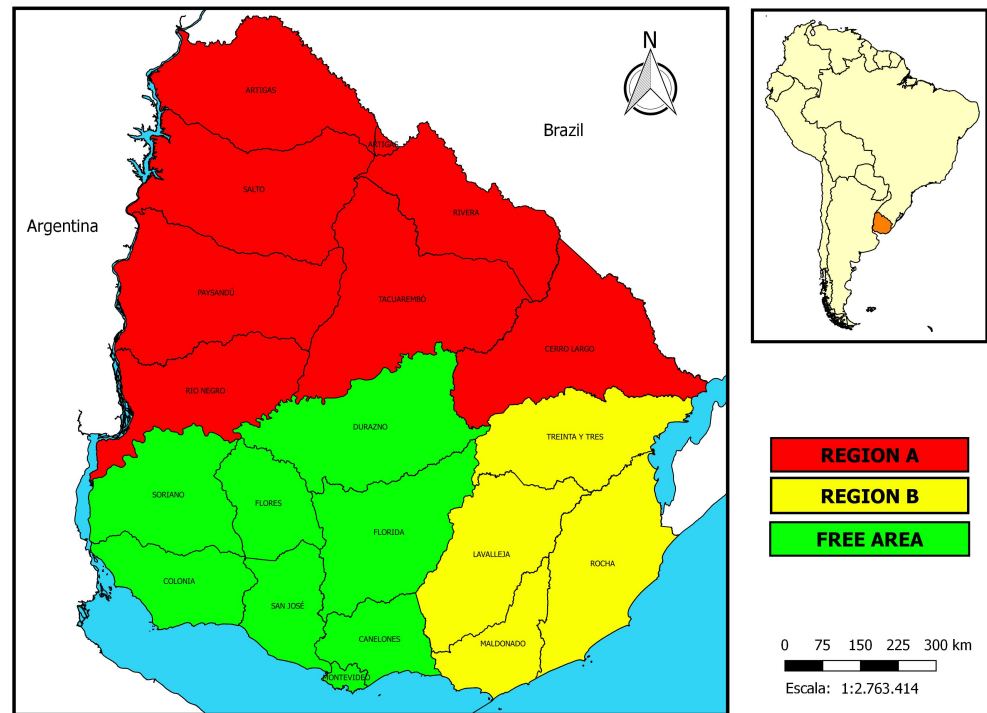 N
Brazil
Argentina
ARTIGAS
ARTIGAS
SALTO
RIVERA
PAYSANDÚ
TACUAREMBÓ
CERRO LARGO
RIO NEGRO
DURAZNO
TREINTA Y TRES
SORIANO
FLORES
FLORIDA
LAVALLEJA
ROCHA
COLONIA
SAN JOSÉ
CANELONES
MALDONADO
MONTEVIDEO
REGION A
REGION B
FREE AREA
0 75 150 225 300 km
Escala: 1:2.763.414